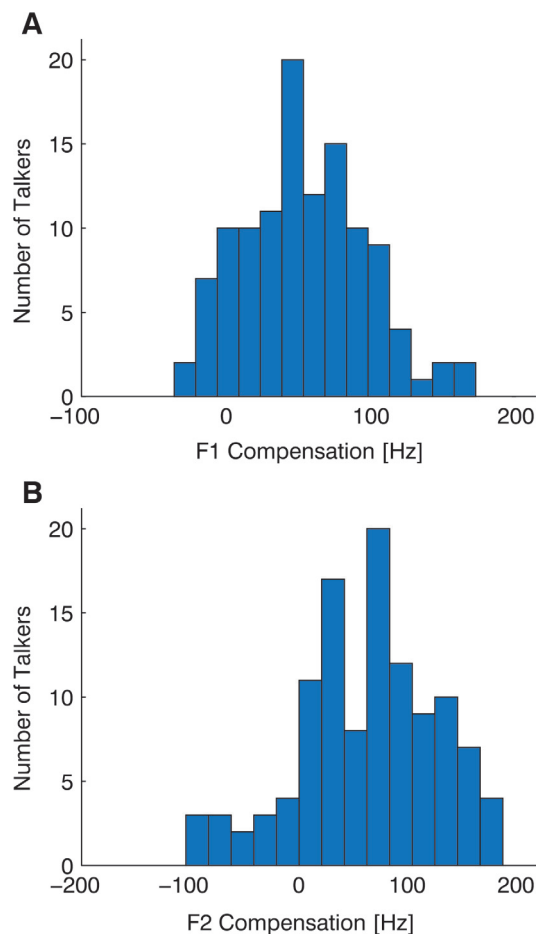 A
Number of Talkers
20
15
10
5
0
−100 0 100 200
F1 Compensation [Hz]
B
Number of Talkers
20
15
10
5
0
−200 −100 0 100 200
F2 Compensation [Hz]